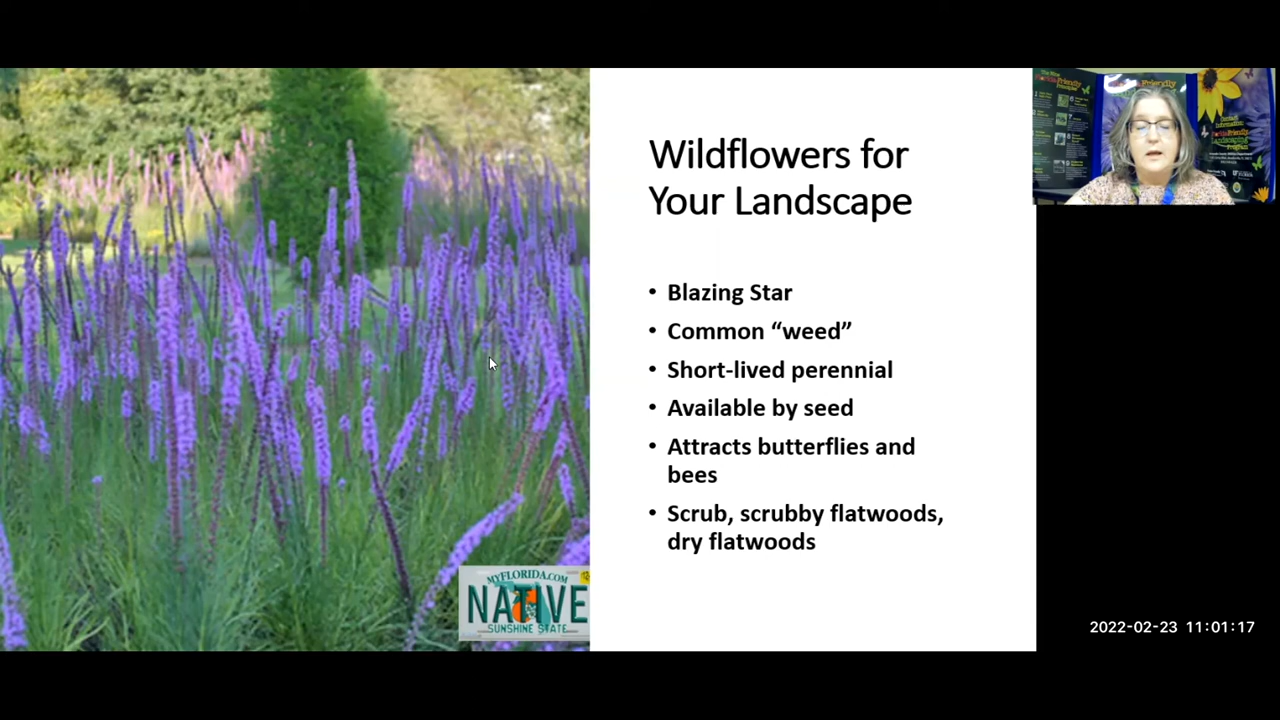 Wildflowers for
Your Landscape
• Blazing Star
• Common “weed”
• Short-lived perennial
• Available by seed
• Attracts butterflies and
bees
• Scrub, scrubby flatwoods,
dry flatwoods
MYFLORIDA.COM
NATIVE
SUNSHINE STATE
2022-02-23 11:01:17